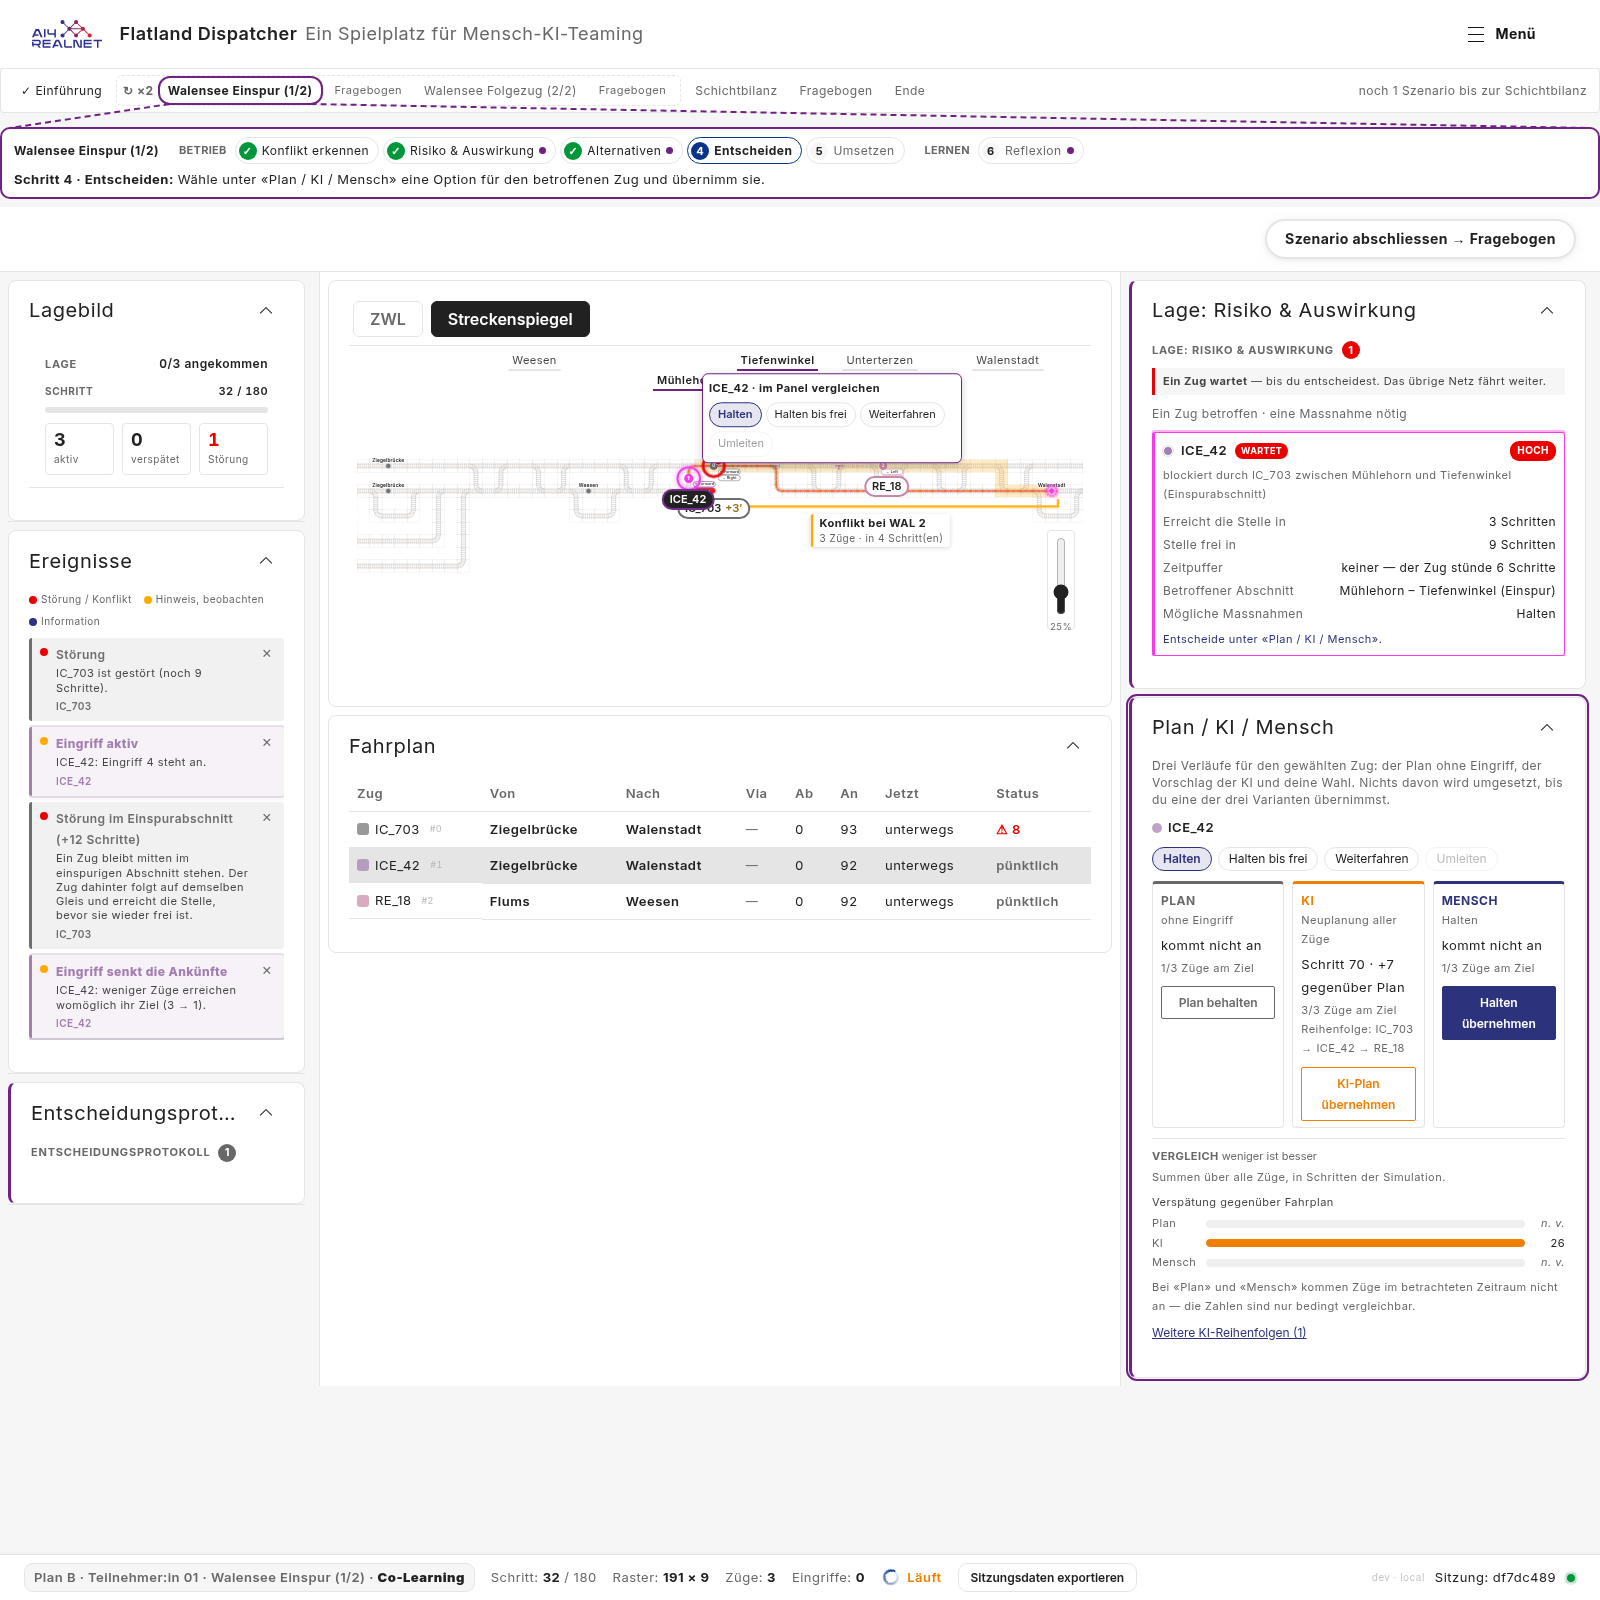 AI4 REALNET
Flatland Dispatcher Ein Spielplatz für Mensch-KI-Teaming
Menü
✓ Einführung
↻ ×2
Walensee Einspur (1/2)
Fragebogen
Walensee Folgezug (2/2)
Fragebogen
Schichtbilanz
Fragebogen
Ende
noch 1 Szenario bis zur Schichtbilanz
Walensee Einspur (1/2)
BETRIEB
✓ Konflikt erkennen
✓ Risiko & Auswirkung
✓ Alternativen
4 Entscheiden
5 Umsetzen
LERNEN
6 Reflexion
Schritt 4 · Entscheiden: Wähle unter «Plan / KI / Mensch» eine Option für den betroffenen Zug und übernimm sie.
Szenario abschliessen → Fragebogen
Lagebild
LAGE 0/3 angekommen
SCHRITT 32 / 180
3 aktiv
0 verspätet
1 Störung
Ereignisse
Störung / Konflikt
Hinweis, beobachten
Information
Störung ×
IC_703 ist gestört (noch 9
Schritte).
IC_703
Eingriff aktiv ×
ICE_42: Eingriff 4 steht an.
ICE_42
Störung im Einspurabschnitt ×
(+12 Schritte)
Ein Zug bleibt mitten im
einspurigen Abschnitt stehen. Der
Zug dahinter folgt auf demselben
Gleis und erreicht die Stelle,
bevor sie wieder frei ist.
IC_703
Eingriff senkt die Ankünfte ×
ICE_42: weniger Züge erreichen
womöglich ihr Ziel (3 → 1).
ICE_42
Entscheidungsprot...
ENTSCHEIDUNGSPROTOKOLL 1
ZWL
Streckenspiegel
Weesen
Tiefenwinkel
Unterterzen
Walenstadt
Mühleho
ICE_42 · im Panel vergleichen
Halten
Halten bis frei
Weiterfahren
Umleiten
Ziegelbrücke
Ziegelbrücke
Weesen
Walenstadt
RE_18
ICE_42
703 +3'
Konflikt bei WAL 2
3 Züge · in 4 Schritt(en)
25%
Fahrplan
Zug Von Nach Via Ab An Jetzt Status
IC_703 #0 Ziegelbrücke Walenstadt — 0 93 unterwegs ⚠ 8
ICE_42 #1 Ziegelbrücke Walenstadt — 0 92 unterwegs pünktlich
RE_18 #2 Flums Weesen — 0 92 unterwegs pünktlich
Lage: Risiko & Auswirkung
LAGE: RISIKO & AUSWIRKUNG 1
Ein Zug wartet — bis du entscheidest. Das übrige Netz fährt weiter.
Ein Zug betroffen · eine Massnahme nötig
ICE_42 WARTET HOCH
blockiert durch IC_703 zwischen Mühlehorn und Tiefenwinkel
(Einspurabschnitt)
Erreicht die Stelle in 3 Schritten
Stelle frei in 9 Schritten
Zeitpuffer keiner — der Zug stünde 6 Schritte
Betroffener Abschnitt Mühlehorn – Tiefenwinkel (Einspur)
Mögliche Massnahmen Halten
Entscheide unter «Plan / KI / Mensch».
Plan / KI / Mensch
Drei Verläufe für den gewählten Zug: der Plan ohne Eingriff, der
Vorschlag der KI und deine Wahl. Nichts davon wird umgesetzt, bis
du eine der drei Varianten übernimmst.
ICE_42
Halten
Halten bis frei
Weiterfahren
Umleiten
PLAN
ohne Eingriff
kommt nicht an
1/3 Züge am Ziel
Plan behalten
KI
Neuplanung aller
Züge
Schritt 70 · +7
gegenüber Plan
3/3 Züge am Ziel
Reihenfolge: IC_703
→ ICE_42 → RE_18
KI-Plan
übernehmen
MENSCH
Halten
kommt nicht an
1/3 Züge am Ziel
Halten
übernehmen
VERGLEICH weniger ist besser
Summen über alle Züge, in Schritten der Simulation.
Verspätung gegenüber Fahrplan
Plan n. v.
KI 26
Mensch n. v.
Bei «Plan» und «Mensch» kommen Züge im betrachteten Zeitraum nicht
an — die Zahlen sind nur bedingt vergleichbar.
Weitere KI-Reihenfolgen (1)
Plan B · Teilnehmer:in 01 · Walensee Einspur (1/2) · Co-Learning
Schritt: 32 / 180
Raster: 191 × 9
Züge: 3
Eingriffe: 0
Läuft
Sitzungsdaten exportieren
dev · local
Sitzung: df7dc489